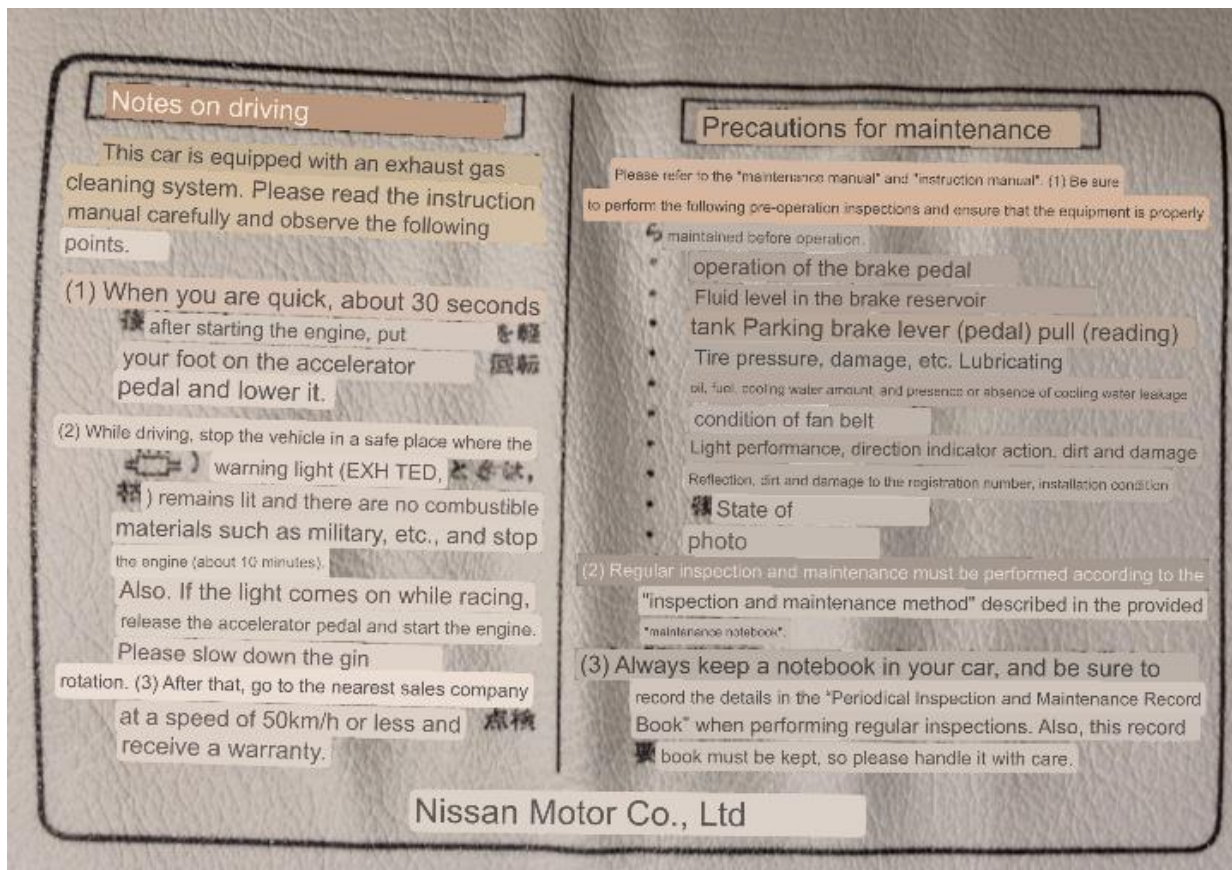 Notes on driving
This car is equipped with an exhaust gas
cleaning system. Please read the instruction
manual carefully and observe the following
points.
(1) When you are quick, about 30 seconds
後 after starting the engine, put を軽
your foot on the accelerator 回転
pedal and lower it.
(2) While driving, stop the vehicle in a safe place where the
) warning light (EXH TED, ときは,
) remains lit and there are no combustible
materials such as military, etc., and stop
the engine (about 10 minutes).
Also. If the light comes on while racing,
release the accelerator pedal and start the engine.
Please slow down the gin
rotation. (3) After that, go to the nearest sales company
at a speed of 50km/h or less and 点検
receive a warranty.
Precautions for maintenance
Please refer to the "maintenance manual" and "instruction manual". (1) Be sure
to perform the following pre-operation inspections and ensure that the equipment is properly
maintained before operation.
• operation of the brake pedal
• Fluid level in the brake reservoir
• tank Parking brake lever (pedal) pull (reading)
• Tire pressure, damage, etc. Lubricating
• oil, fuel, cooling water amount, and presence or absence of cooling water leakage
• condition of fan belt
• Light performance, direction indicator action. dirt and damage
• Reflection, dirt and damage to the registration number, installation condition
• State of
• photo
(2) Regular inspection and maintenance must be performed according to the
"inspection and maintenance method" described in the provided
"maintenance notebook".
(3) Always keep a notebook in your car, and be sure to
record the details in the “Periodical Inspection and Maintenance Record
Book” when performing regular inspections. Also, this record
要 book must be kept, so please handle it with care.
Nissan Motor Co., Ltd